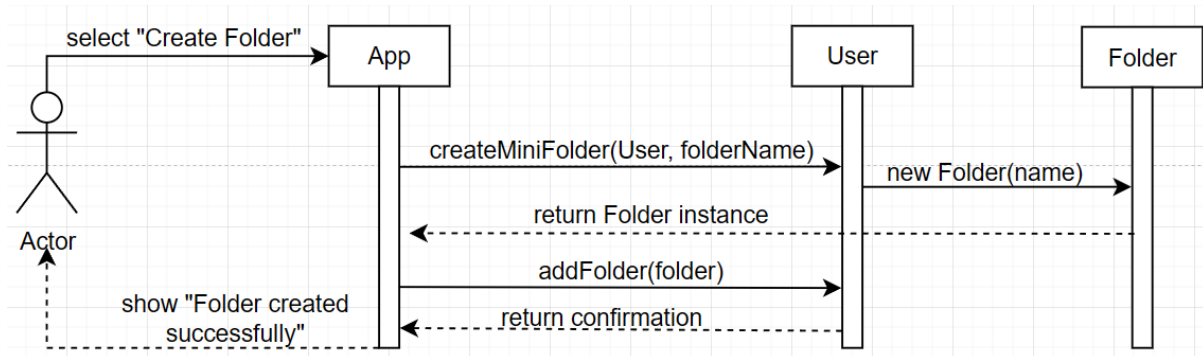 select "Create Folder"
App
User
Folder
createMiniFolder(User, folderName)
new Folder(name)
return Folder instance
Actor
addFolder(folder)
show "Folder created
successfully"
return confirmation